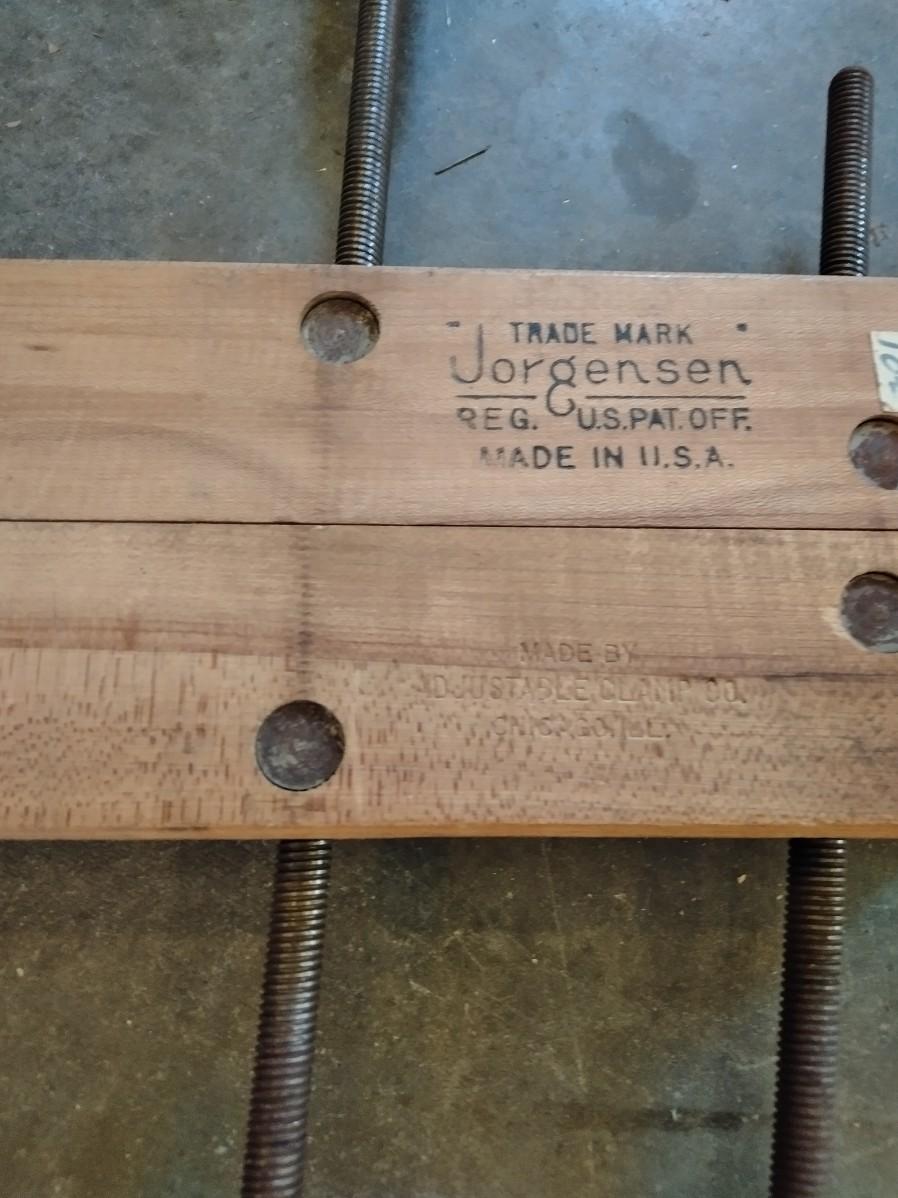 TRADE MARK
"Jorgensen"
REG. U.S.PAT.OFF.
MADE IN U.S.A.
MADE BY
ADJUSTABLE CLAMP CO.
CHICAGO, ILL.